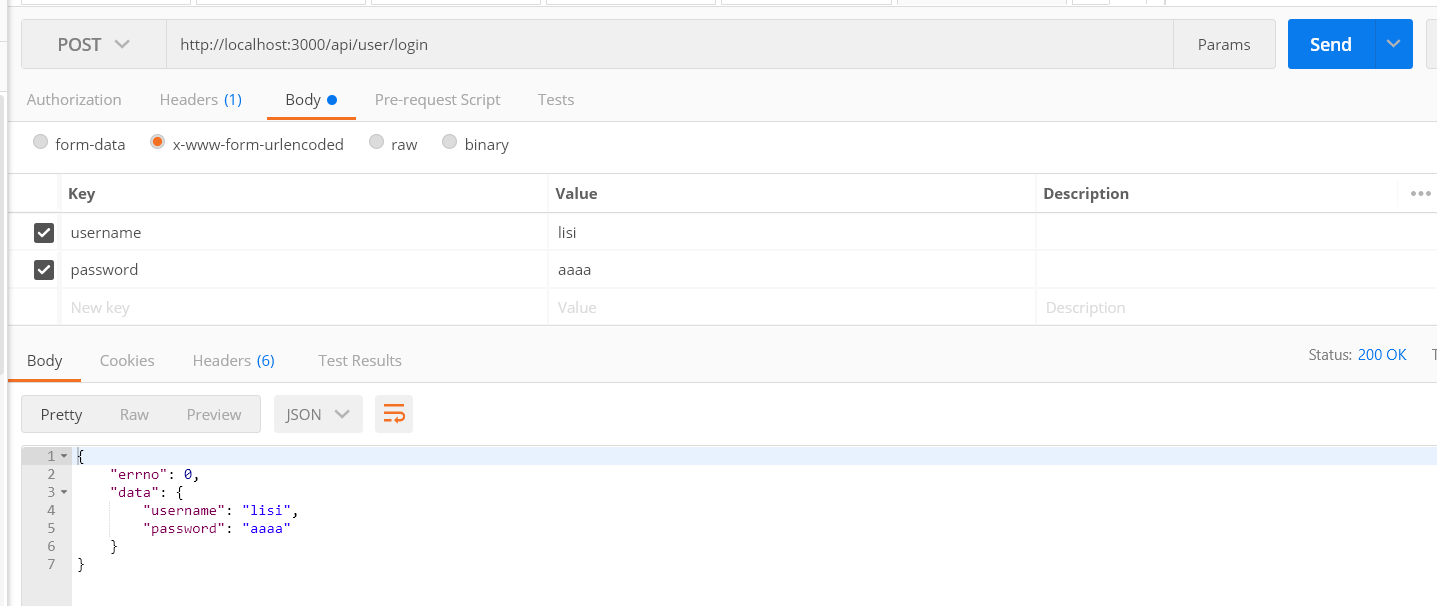 POST http://localhost:3000/api/user/login Params Send
Authorization Headers (1) Body Pre-request Script Tests
form-data x-www-form-urlencoded raw binary
Key Value Description
username lisi
password aaaa
New key Value Description
Body Cookies Headers (6) Test Results Status: 200 OK
Pretty Raw Preview JSON
1 {
2 "errno": 0,
3 "data": {
4 "username": "lisi",
5 "password": "aaaa"
6 }
7 }